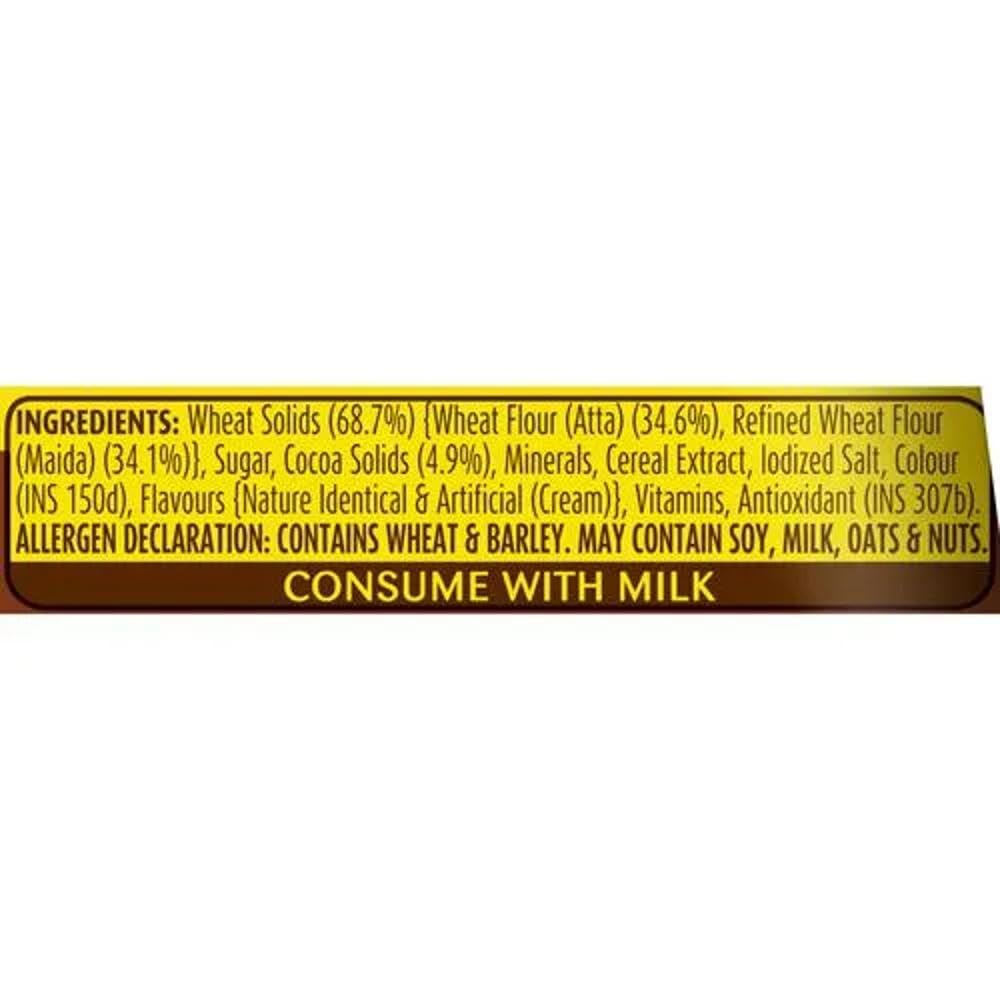 INGREDIENTS: Wheat Solids (68.7%) {Wheat Flour (Atta) (34.6%), Refined Wheat Flour
(Maida) (34.1%)}, Sugar, Cocoa Solids (4.9%), Minerals, Cereal Extract, Iodized Salt, Colour
(INS 150d), Flavours {Nature Identical & Artificial (Cream)}, Vitamins, Antioxidant (INS 307b).
ALLERGEN DECLARATION: CONTAINS WHEAT & BARLEY. MAY CONTAIN SOY, MILK, OATS & NUTS.
CONSUME WITH MILK